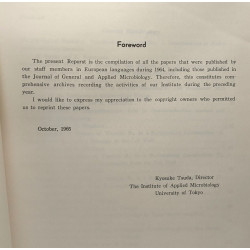 Foreword
The present Reporst is the compilation of all the papers that were published by
our staff members in European languages during 1964, including those published in
the Journal of General and Applied Microbiology. Therefore, this constitutes com-
prehensive archives recording the activities of our Institute during the preceding
year.
I would like to express my appreciation to the copyright owners who permitted
us to reprint these papers.
October, 1965
Kyosuke Tsuda, Director
The Institute of Applied Microbiology
University of Tokyo